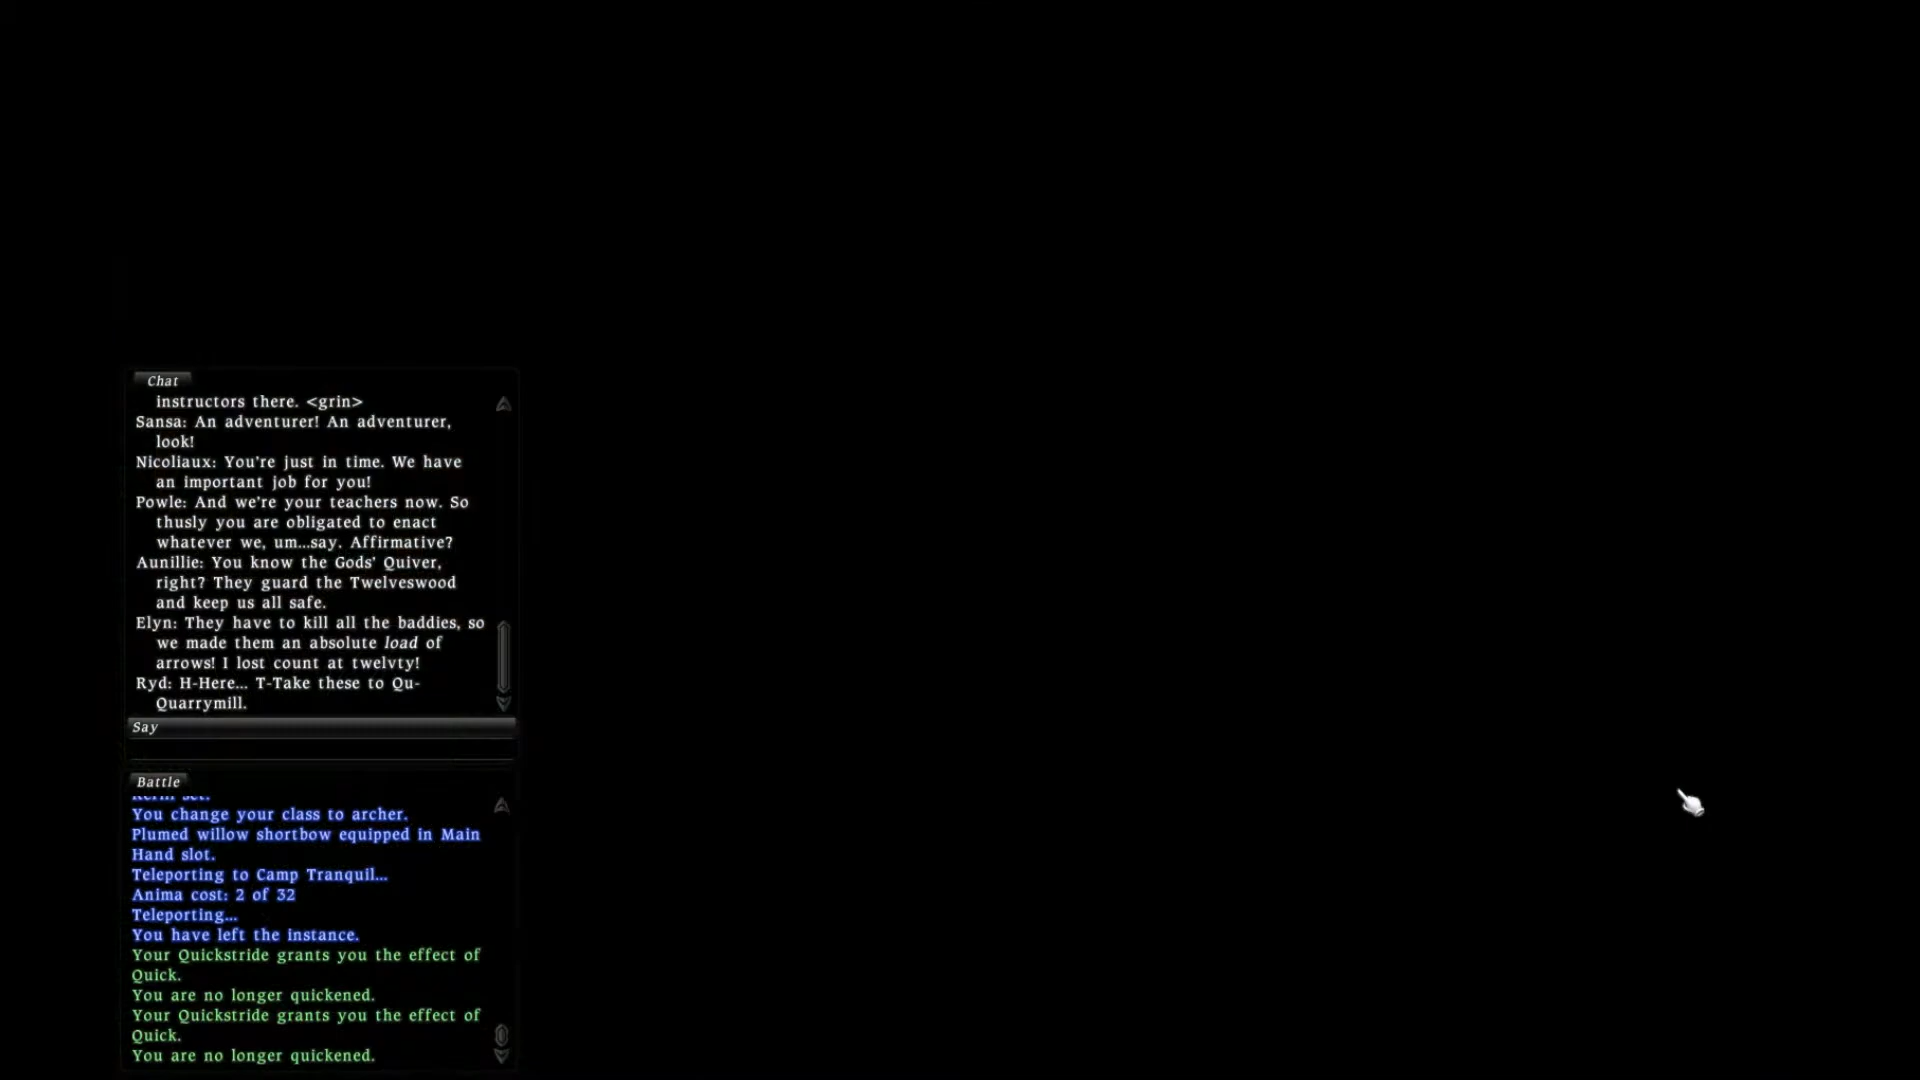 Chat
instructors there. <grin>
Sansa: An adventurer! An adventurer,
look!
Nicoliaux: You're just in time. We have
an important job for you!
Powle: And we're your teachers now. So
thusly you are obligated to enact
whatever we, um...say. Affirmative?
Aunillie: You know the Gods' Quiver,
right? They guard the Twelveswood
and keep us all safe.
Elyn: They have to kill all the baddies, so
we made them an absolute load of
arrows! I lost count at twelvty!
Ryd: H-Here... T-Take these to Qu-
Quarrymill.
Say
Battle
You change your class to archer.
Plumed willow shortbow equipped in Main
Hand slot.
Teleporting to Camp Tranquil...
Anima cost: 2 of 32
Teleporting...
You have left the instance.
Your Quickstride grants you the effect of
Quick.
You are no longer quickened.
Your Quickstride grants you the effect of
Quick.
You are no longer quickened.